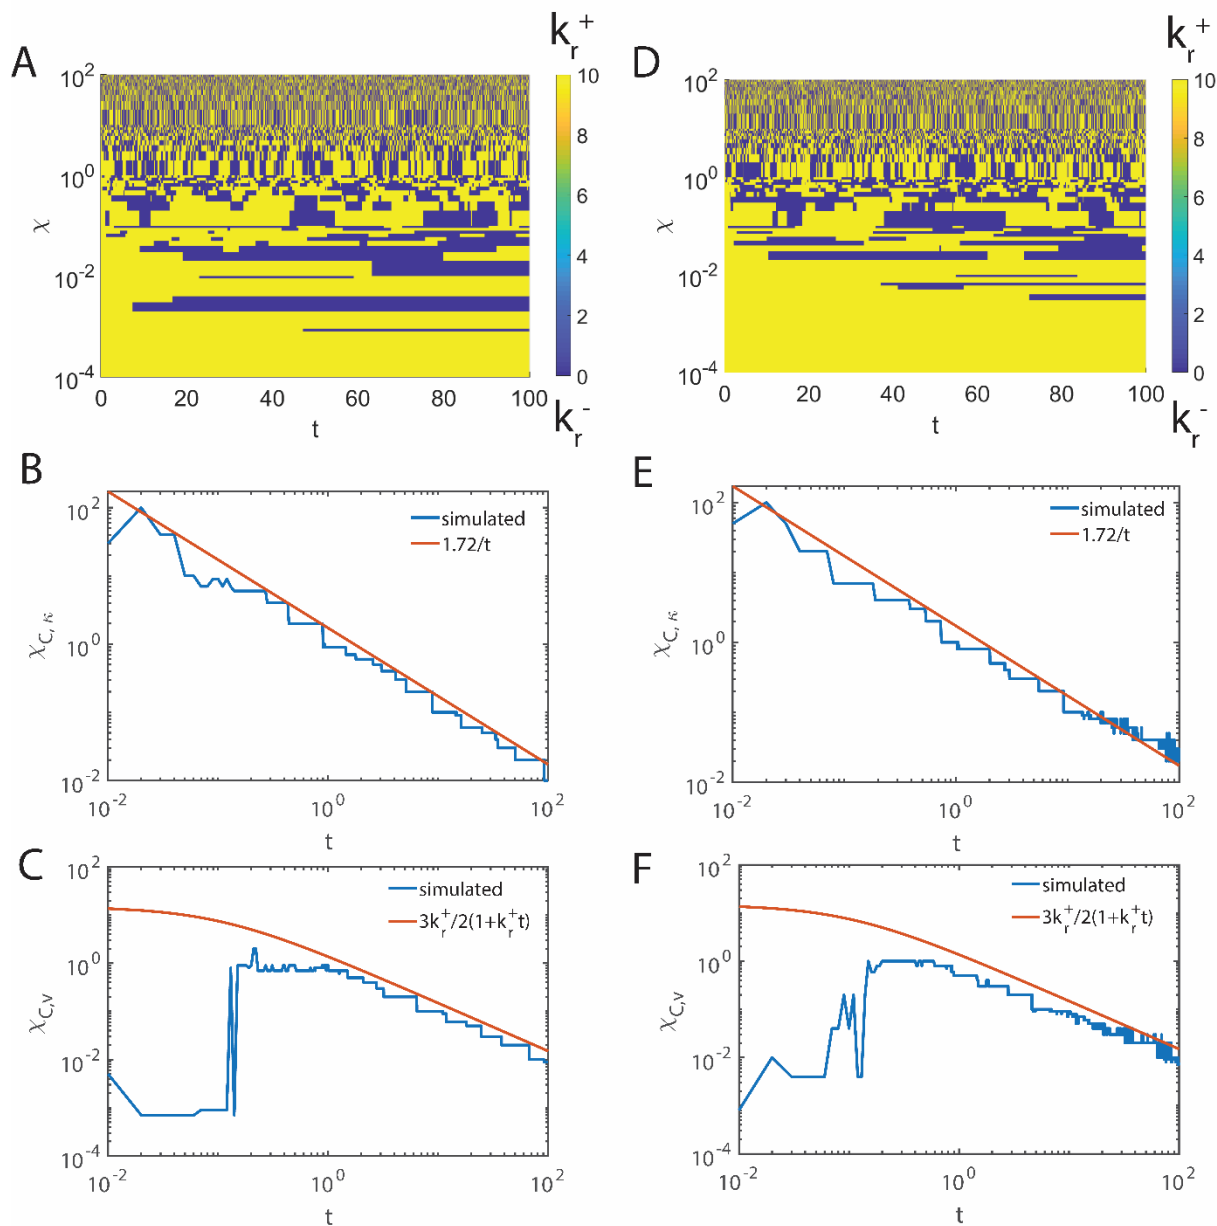 A
k_r^+
10^2
10^0
χ
10^-2
10^-4
0
20
40
60
80
100
t
10
8
6
4
2
0
k_r^-
D
k_r^+
10^2
10^0
χ
10^-2
10^-4
0
20
40
60
80
100
t
10
8
6
4
2
0
k_r^-
B
10^2
10^0
10^-2
χ_C, κ
simulated
1.72/t
10^-2
10^0
10^2
t
E
10^2
10^0
10^-2
χ_C, κ
simulated
1.72/t
10^-2
10^0
10^2
t
C
10^2
10^0
10^-2
10^-4
χ_C,v
simulated
3k_r^+/2(1+k_r^+t)
10^-2
10^0
10^2
t
F
10^2
10^0
10^-2
10^-4
χ_C,v
simulated
3k_r^+/2(1+k_r^+t)
10^-2
10^0
10^2
t